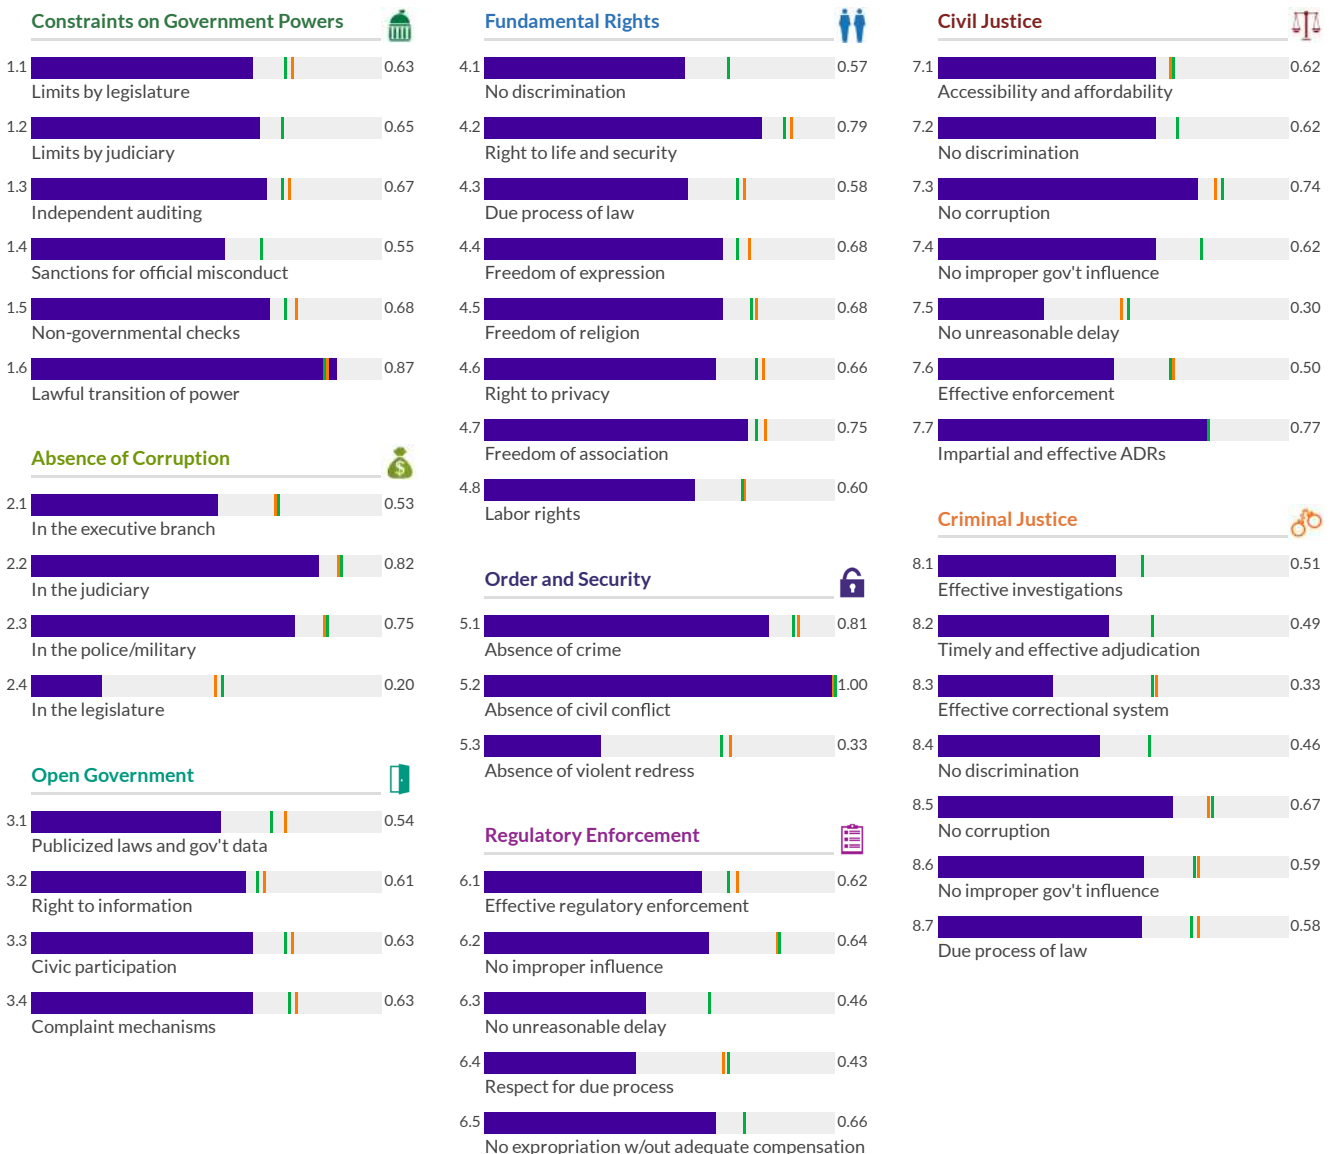 Constraints on Government Powers
1.1 0.63
Limits by legislature
1.2 0.65
Limits by judiciary
1.3 0.67
Independent auditing
1.4 0.55
Sanctions for official misconduct
1.5 0.68
Non-governmental checks
1.6 0.87
Lawful transition of power
Absence of Corruption
$
2.1 0.53
In the executive branch
2.2 0.82
In the judiciary
2.3 0.75
In the police/military
2.4 0.20
In the legislature
Open Government
3.1 0.54
Publicized laws and gov't data
3.2 0.61
Right to information
3.3 0.63
Civic participation
3.4 0.63
Complaint mechanisms
Fundamental Rights
4.1 0.57
No discrimination
4.2 0.79
Right to life and security
4.3 0.58
Due process of law
4.4 0.68
Freedom of expression
4.5 0.68
Freedom of religion
4.6 0.66
Right to privacy
4.7 0.75
Freedom of association
4.8 0.60
Labor rights
Order and Security
5.1 0.81
Absence of crime
5.2 1.00
Absence of civil conflict
5.3 0.33
Absence of violent redress
Regulatory Enforcement
6.1 0.62
Effective regulatory enforcement
6.2 0.64
No improper influence
6.3 0.46
No unreasonable delay
6.4 0.43
Respect for due process
6.5 0.66
No expropriation w/out adequate compensation
Civil Justice
7.1 0.62
Accessibility and affordability
7.2 0.62
No discrimination
7.3 0.74
No corruption
7.4 0.62
No improper gov't influence
7.5 0.30
No unreasonable delay
7.6 0.50
Effective enforcement
7.7 0.77
Impartial and effective ADRs
Criminal Justice
8.1 0.51
Effective investigations
8.2 0.49
Timely and effective adjudication
8.3 0.33
Effective correctional system
8.4 0.46
No discrimination
8.5 0.67
No corruption
8.6 0.59
No improper gov't influence
8.7 0.58
Due process of law